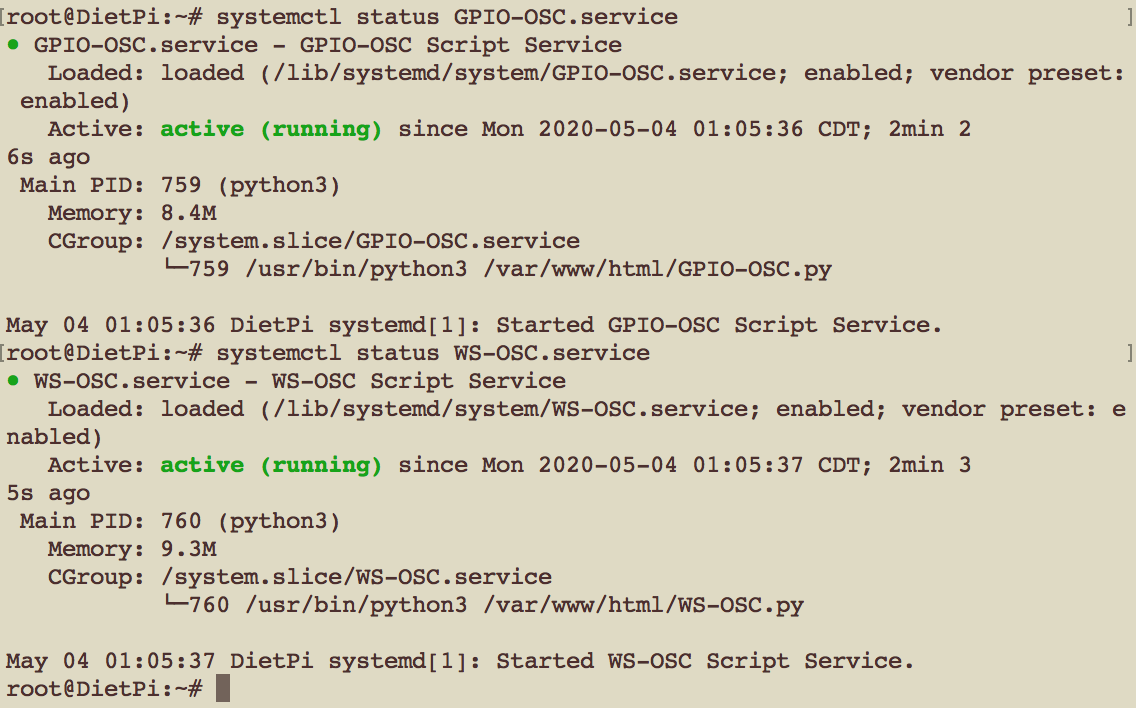 [root@DietPi:~# systemctl status GPIO-OSC.service ]
● GPIO-OSC.service - GPIO-OSC Script Service
   Loaded: loaded (/lib/systemd/system/GPIO-OSC.service; enabled; vendor preset:
 enabled)
   Active: active (running) since Mon 2020-05-04 01:05:36 CDT; 2min 2
6s ago
 Main PID: 759 (python3)
   Memory: 8.4M
   CGroup: /system.slice/GPIO-OSC.service
           └─759 /usr/bin/python3 /var/www/html/GPIO-OSC.py

May 04 01:05:36 DietPi systemd[1]: Started GPIO-OSC Script Service.
[root@DietPi:~# systemctl status WS-OSC.service ]
● WS-OSC.service - WS-OSC Script Service
   Loaded: loaded (/lib/systemd/system/WS-OSC.service; enabled; vendor preset: e
nabled)
   Active: active (running) since Mon 2020-05-04 01:05:37 CDT; 2min 3
5s ago
 Main PID: 760 (python3)
   Memory: 9.3M
   CGroup: /system.slice/WS-OSC.service
           └─760 /usr/bin/python3 /var/www/html/WS-OSC.py

May 04 01:05:37 DietPi systemd[1]: Started WS-OSC Script Service.
root@DietPi:~#